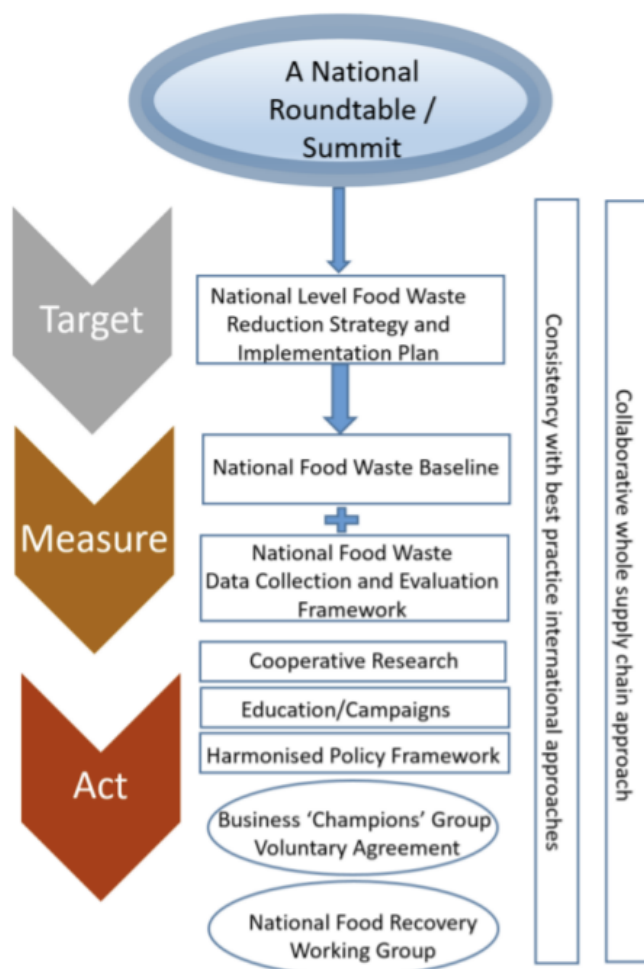 A National
Roundtable /
Summit
Target
National Level Food Waste
Reduction Strategy and
Implementation Plan
Measure
National Food Waste Baseline
National Food Waste
Data Collection and Evaluation
Framework
Act
Cooperative Research
Education/Campaigns
Harmonised Policy Framework
Business ‘Champions’ Group
Voluntary Agreement
National Food Recovery
Working Group
Consistency with best practice international approaches
Collaborative whole supply chain approach